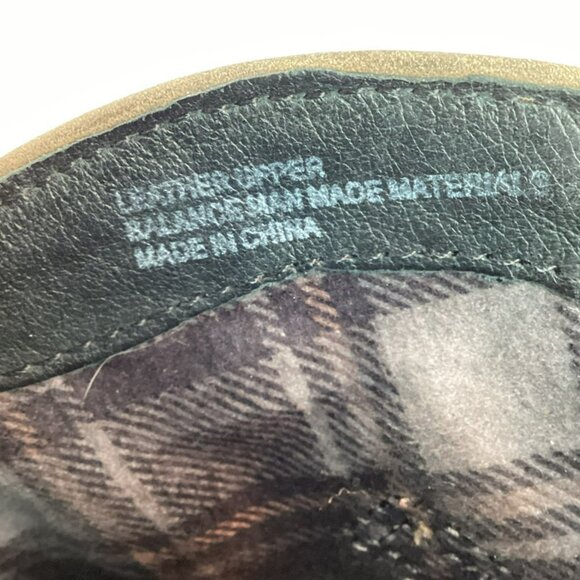 LEATHER UPPER
BALANCE MAN MADE MATERIALS
MADE IN CHINA